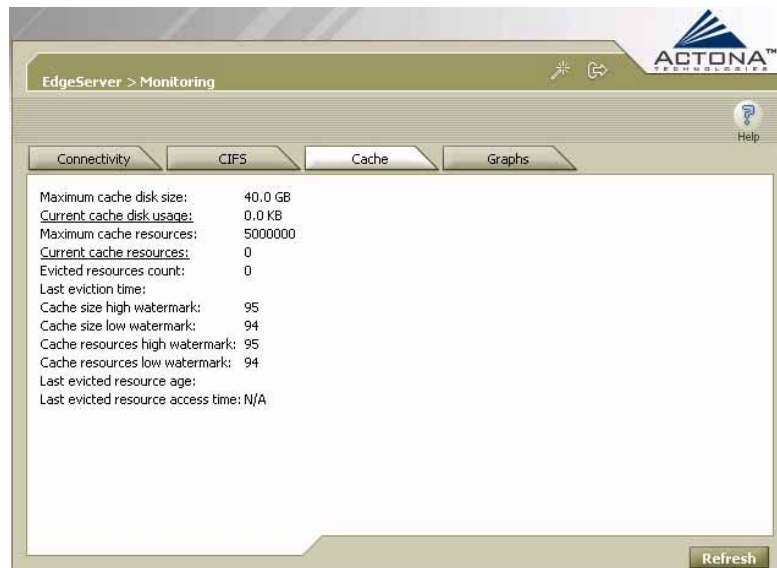 ACTONA™
TECHNOLOGIES
EdgeServer > Monitoring
Help
Connectivity CIFS Cache Graphs
Maximum cache disk size: 40.0 GB
Current cache disk usage: 0.0 KB
Maximum cache resources: 5000000
Current cache resources: 0
Evicted resources count: 0
Last eviction time:
Cache size high watermark: 95
Cache size low watermark: 94
Cache resources high watermark: 95
Cache resources low watermark: 94
Last evicted resource age:
Last evicted resource access time: N/A
Refresh